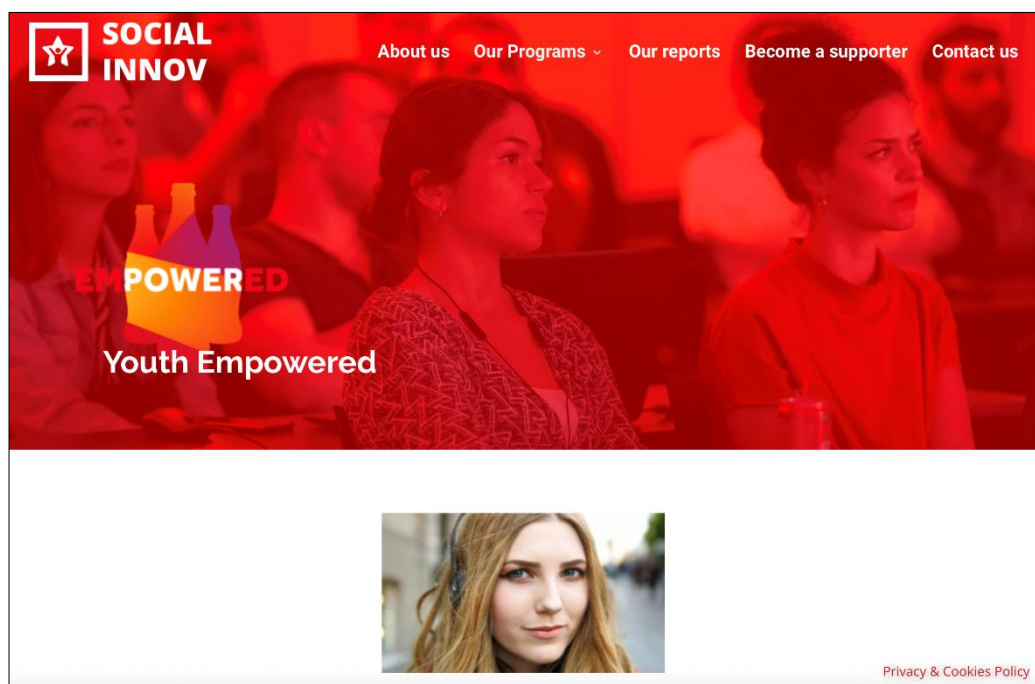 SOCIAL
INNOV
About us Our Programs Our reports Become a supporter Contact us
EMPOWERED
Youth Empowered
Privacy & Cookies Policy